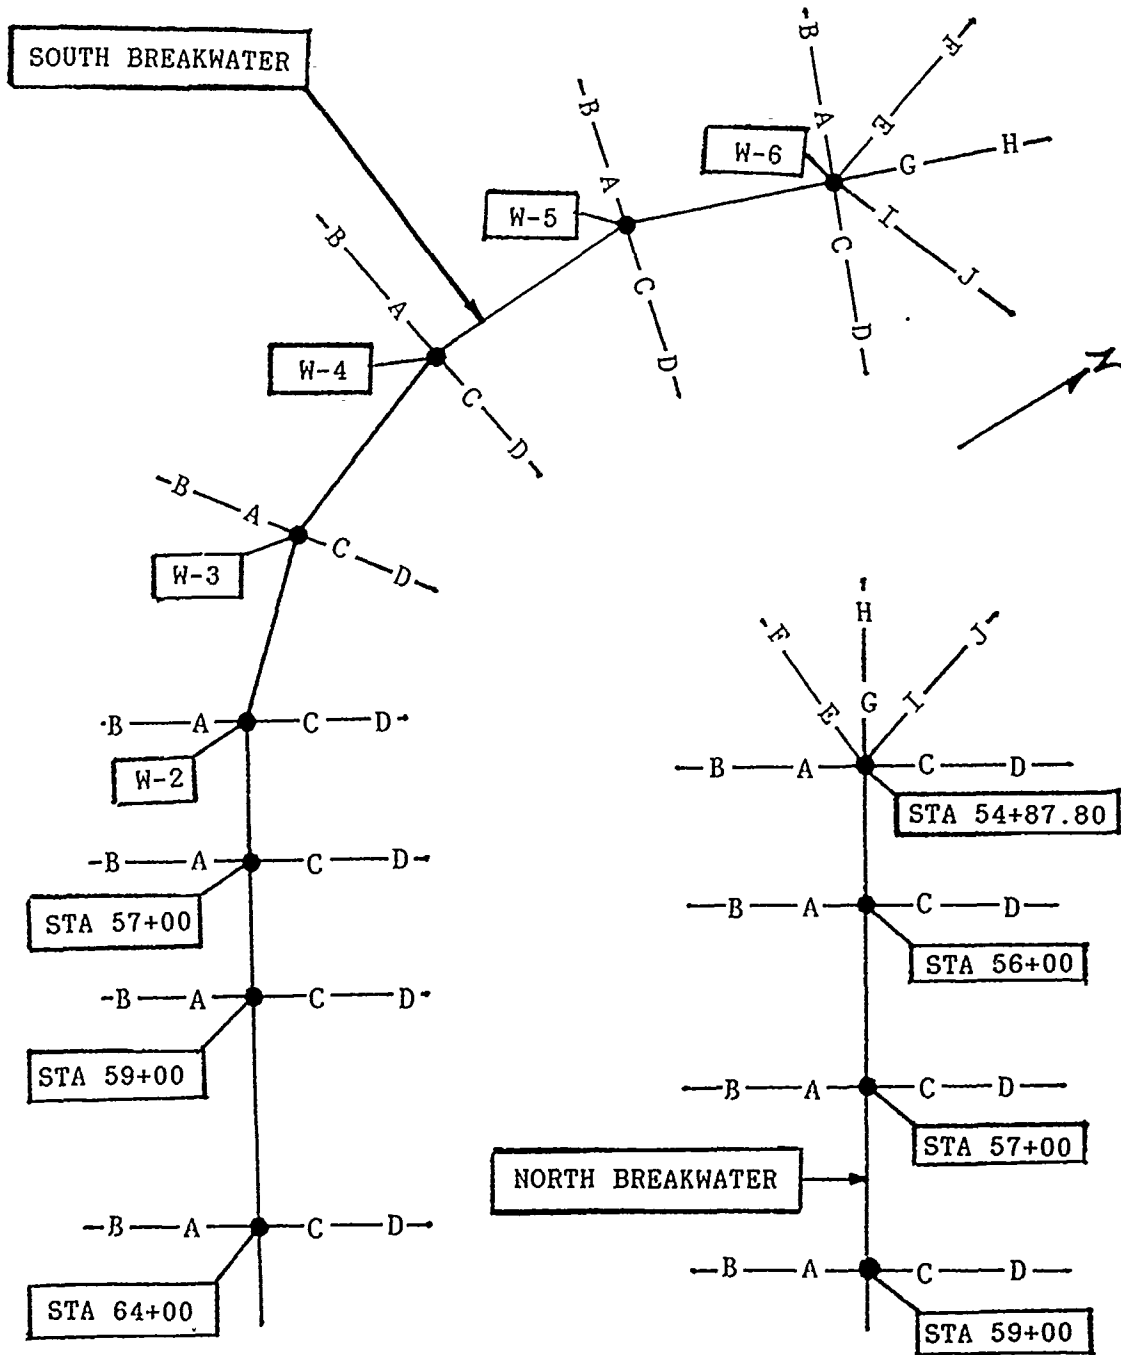 SOUTH BREAKWATER
B
A
C
D
E
F
G
H
I
J
W-6
B
A
C
D
W-5
B
A
C
D
W-4
N
B
A
C
D
W-3
B A C D
W-2
B A C D
STA 57+00
B A C D
STA 59+00
B A C D
STA 64+00
F
E
H
G
J
I
B A C D
STA 54+87.80
B A C D
STA 56+00
B A C D
STA 57+00
NORTH BREAKWATER
B A C D
STA 59+00